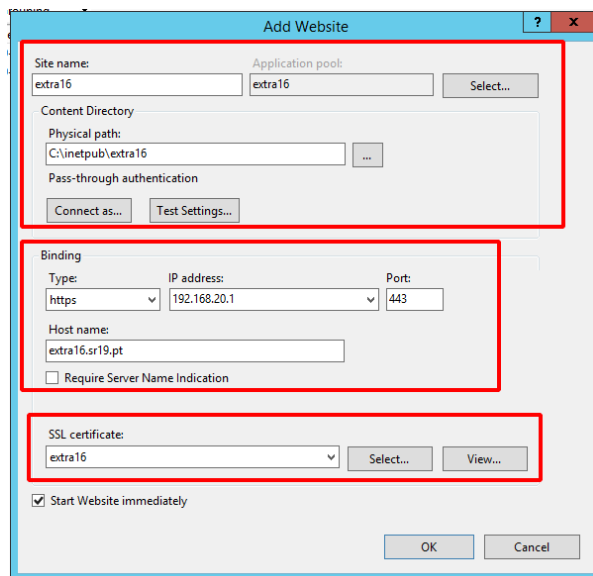 Add Website
?
x
Site name:
Application pool:
extra16
extra16
Select...
Content Directory
Physical path:
C:\inetpub\extra16
...
Pass-through authentication
Connect as...
Test Settings...
Binding
Type:
IP address:
Port:
https
192.168.20.1
443
Host name:
extra16.sr19.pt
Require Server Name Indication
SSL certificate:
extra16
Select...
View...
Start Website immediately
OK
Cancel